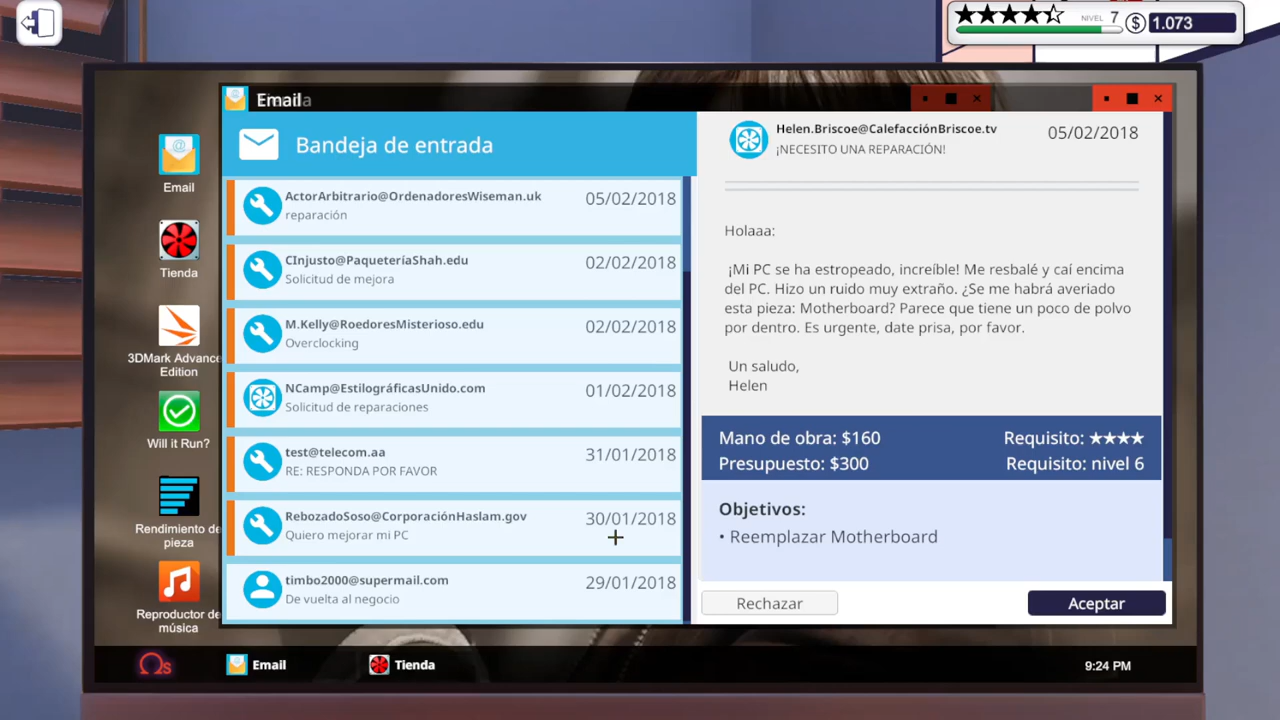 NIVEL 7
$ 1.073
Email
Bandeja de entrada
ActorArbitrario@OrdenadoresWiseman.uk 05/02/2018
reparación
CInjusto@PaqueteríaShah.edu 02/02/2018
Solicitud de mejora
M.Kelly@RoedoresMisterioso.edu 02/02/2018
Overclocking
NCamp@EstilográficasUnido.com 01/02/2018
Solicitud de reparaciones
test@telecom.aa 31/01/2018
RE: RESPONDA POR FAVOR
RebozadoSoso@CorporaciónHaslam.gov 30/01/2018
Quiero mejorar mi PC
timbo2000@supermail.com 29/01/2018
De vuelta al negocio
Helen.Briscoe@CalefacciónBriscoe.tv 05/02/2018
¡NECESITO UNA REPARACIÓN!
Holaaa:
¡Mi PC se ha estropeado, increíble! Me resbalé y caí encima
del PC. Hizo un ruido muy extraño. ¿Se me habrá averiado
esta pieza: Motherboard? Parece que tiene un poco de polvo
por dentro. Es urgente, date prisa, por favor.
Un saludo,
Helen
Mano de obra: $160 Requisito: ★★★★
Presupuesto: $300 Requisito: nivel 6
Objetivos:
• Reemplazar Motherboard
Rechazar Aceptar
Email
Tienda
3DMark Advance
Edition
Will it Run?
Rendimiento de
pieza
Reproductor de
música
Ωs Email Tienda 9:24 PM